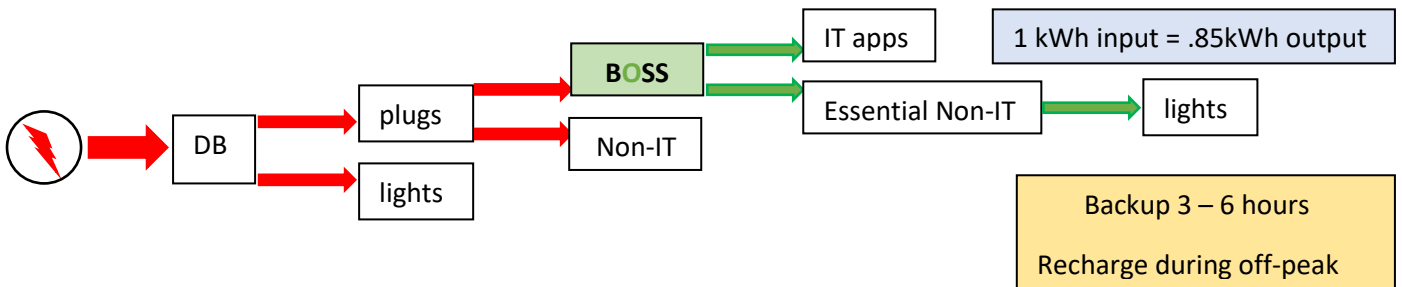 IT apps
1 kWh input = .85kWh output
BOSS
plugs
Essential Non-IT
lights
DB
Non-IT
lights
Backup 3 – 6 hours
Recharge during off-peak